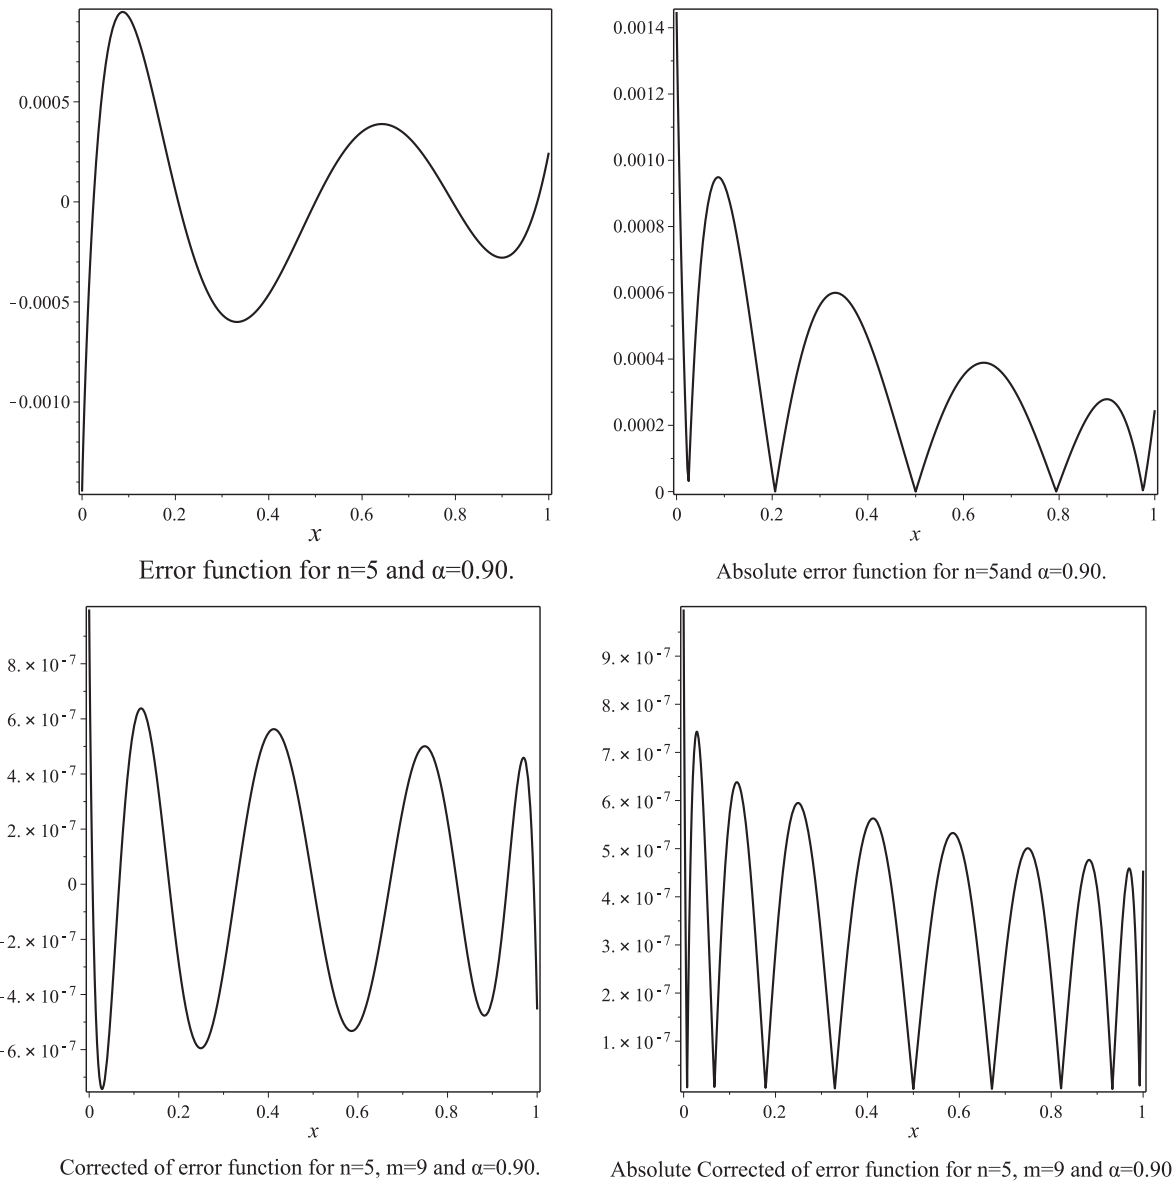 0.0005
0
−0.0005
−0.0010
0 0.2 0.4 0.6 0.8 1
x
Error function for n=5 and α=0.90.
0.0014
0.0012
0.0010
0.0008
0.0006
0.0004
0.0002
0
0 0.2 0.4 0.6 0.8 1
x
Absolute error function for n=5and α=0.90.
8. × 10⁻⁷
6. × 10⁻⁷
4. × 10⁻⁷
2. × 10⁻⁷
0
−2. × 10⁻⁷
−4. × 10⁻⁷
−6. × 10⁻⁷
0 0.2 0.4 0.6 0.8 1
x
Corrected of error function for n=5, m=9 and α=0.90.
9. × 10⁻⁷
8. × 10⁻⁷
7. × 10⁻⁷
6. × 10⁻⁷
5. × 10⁻⁷
4. × 10⁻⁷
3. × 10⁻⁷
2. × 10⁻⁷
1. × 10⁻⁷
0 0.2 0.4 0.6 0.8 1
x
Absolute Corrected of error function for n=5, m=9 and α=0.90